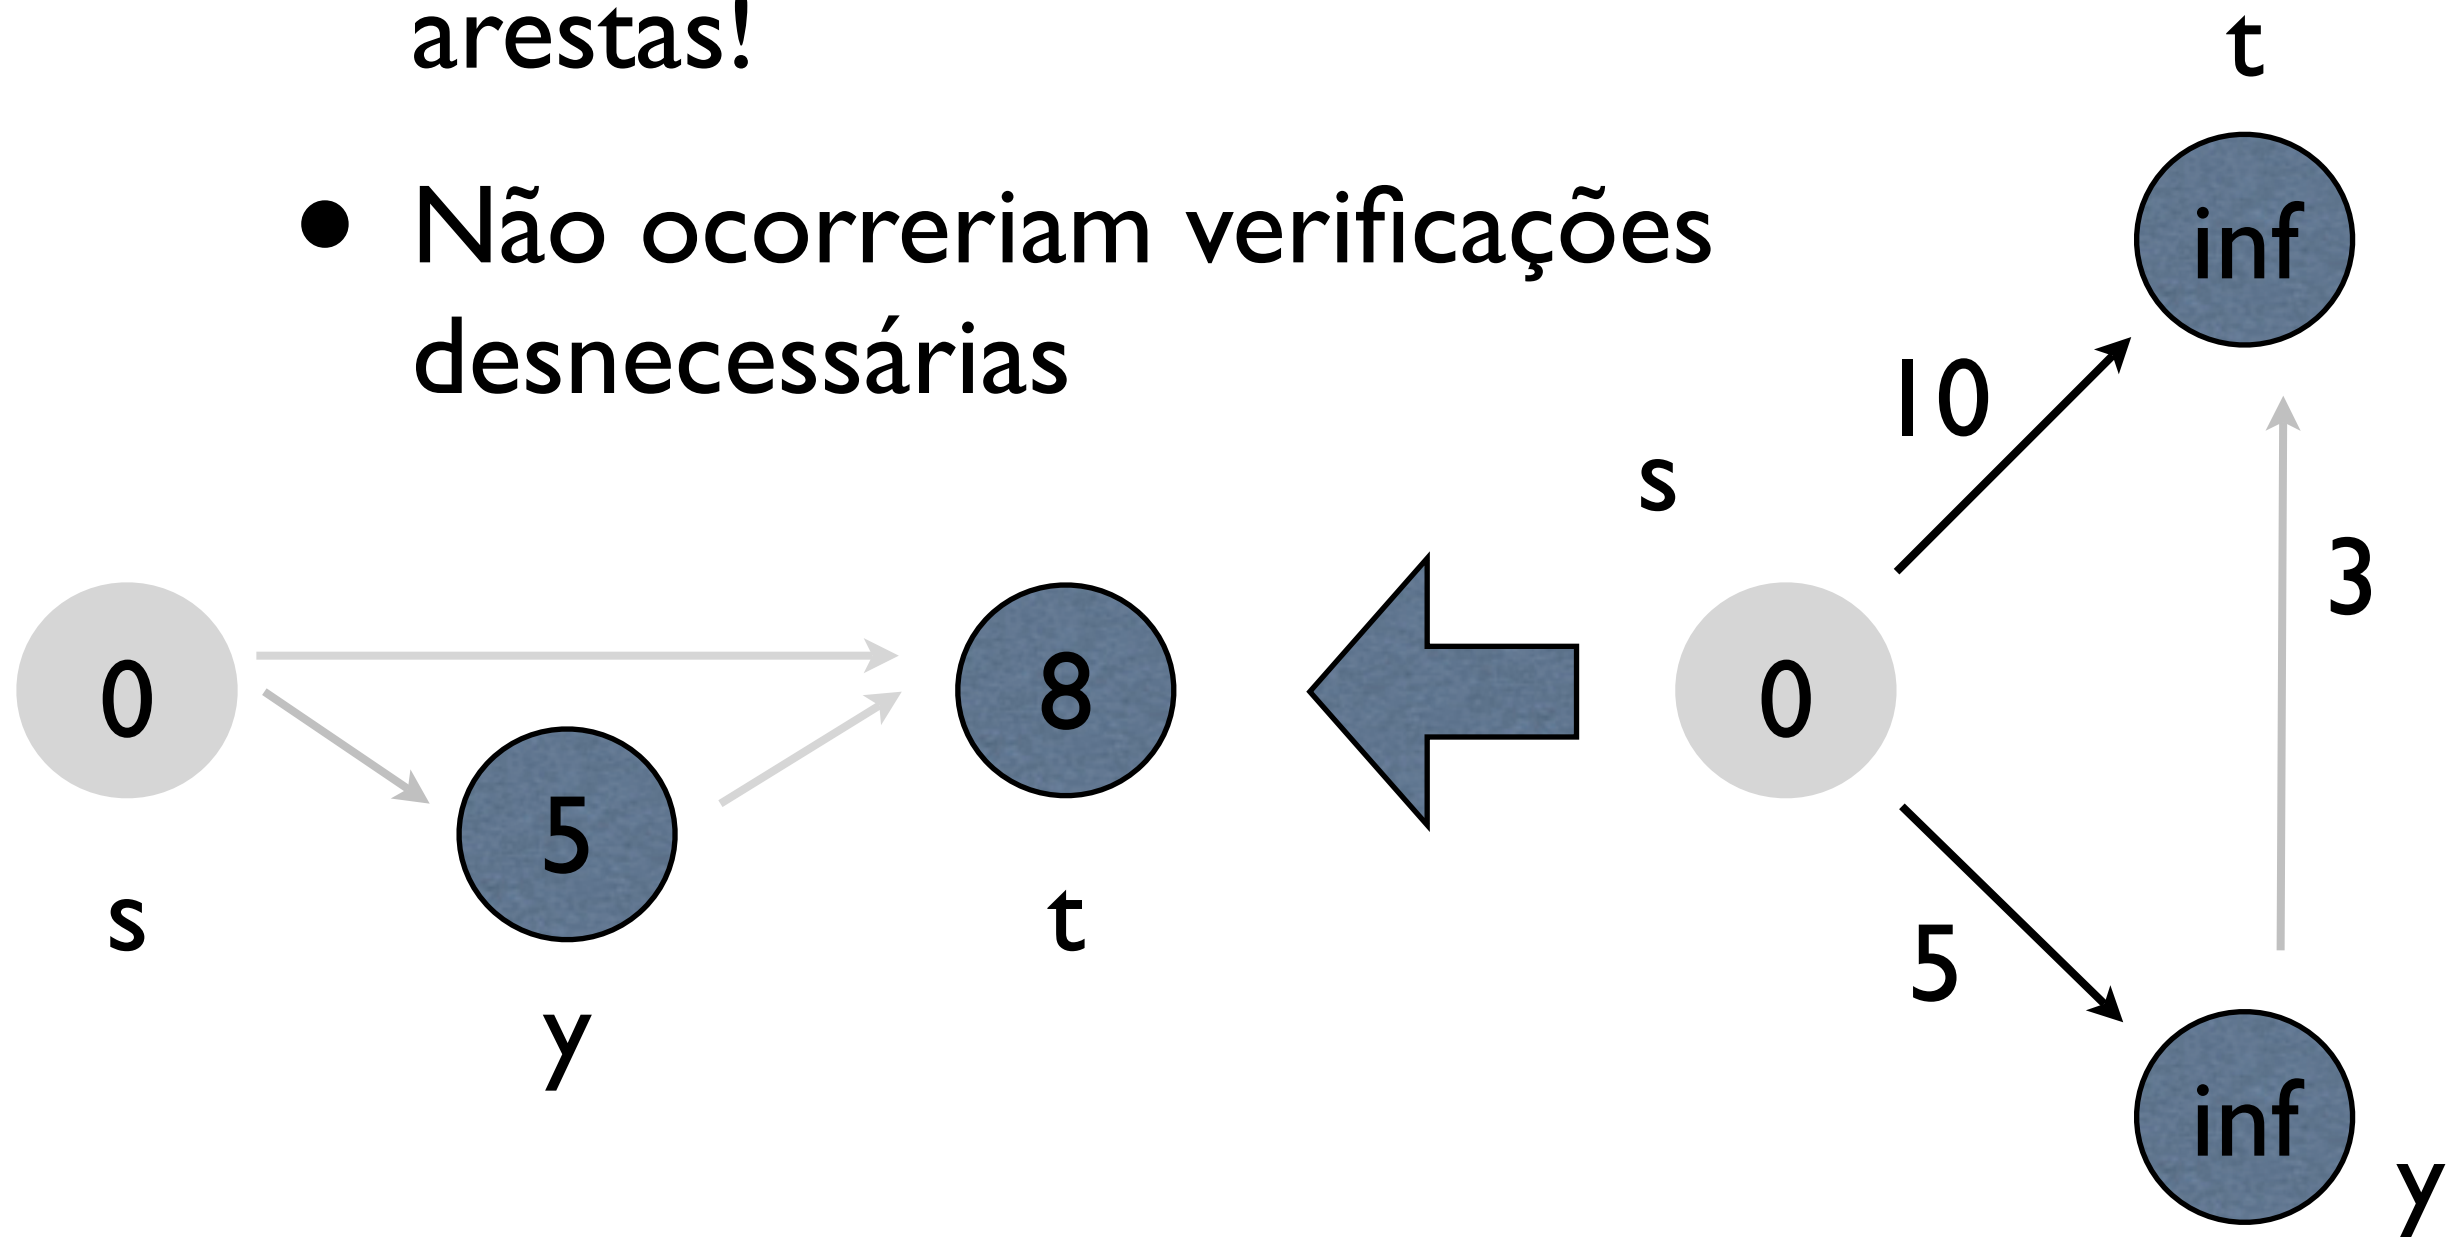 arestas!
• Não ocorreriam verificações
desnecessárias
t
inf
10
s
3
0
5
inf
y
0
8
5
s
t
y